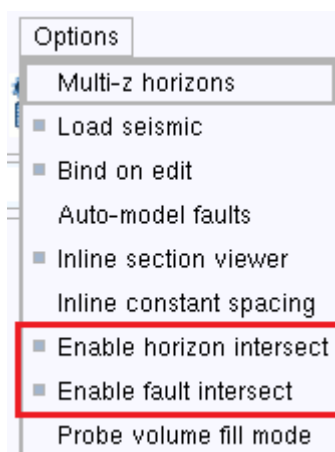 Options
Multi-z horizons
Load seismic
Bind on edit
Auto-model faults
Inline section viewer
Inline constant spacing
Enable horizon intersect
Enable fault intersect
Probe volume fill mode